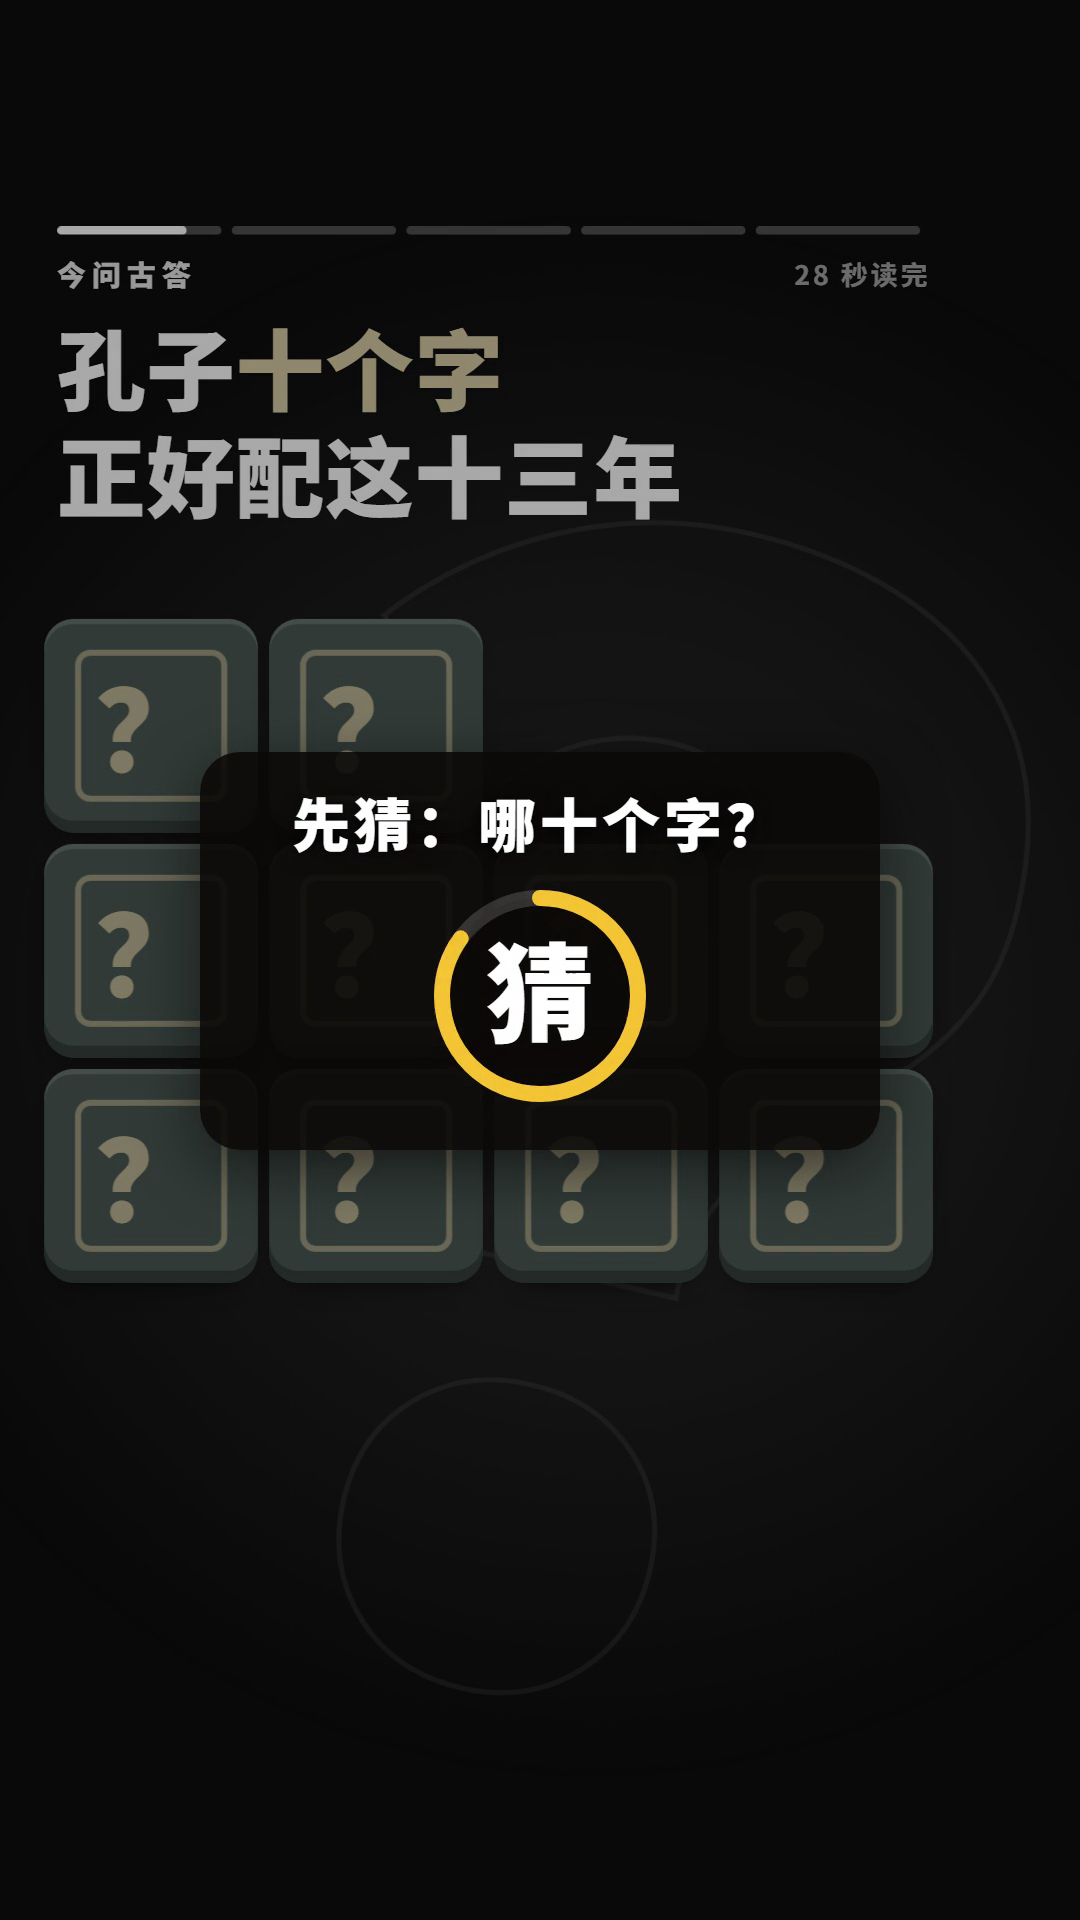 今问古答
28 秒读完
孔子十个字
正好配这十三年
? ?
先猜：哪十个字？
? ? ?
猜
? ? ? ?